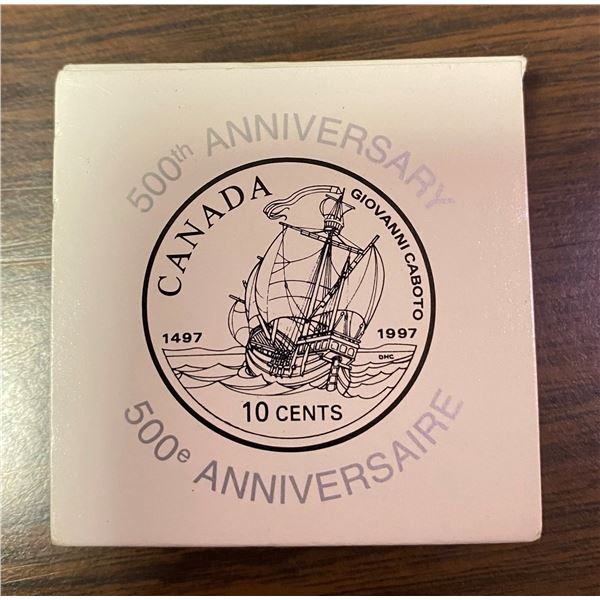 500th ANNIVERSARY
CANADA
GIOVANNI CABOTO
1497
1997
DHC
10 CENTS
500e ANNIVERSAIRE